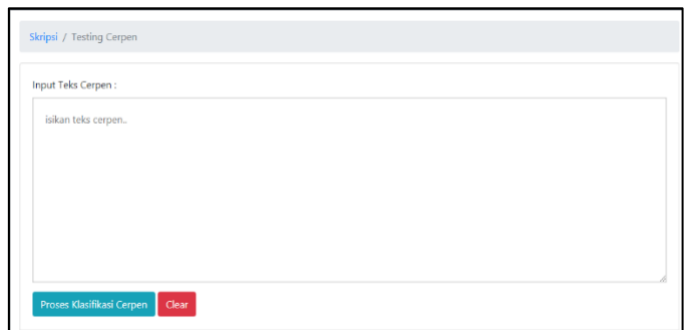 Skripsi / Testing Cerpen
Input Teks Cerpen :
isikan teks cerpen..
Proses Klasifikasi Cerpen Clear